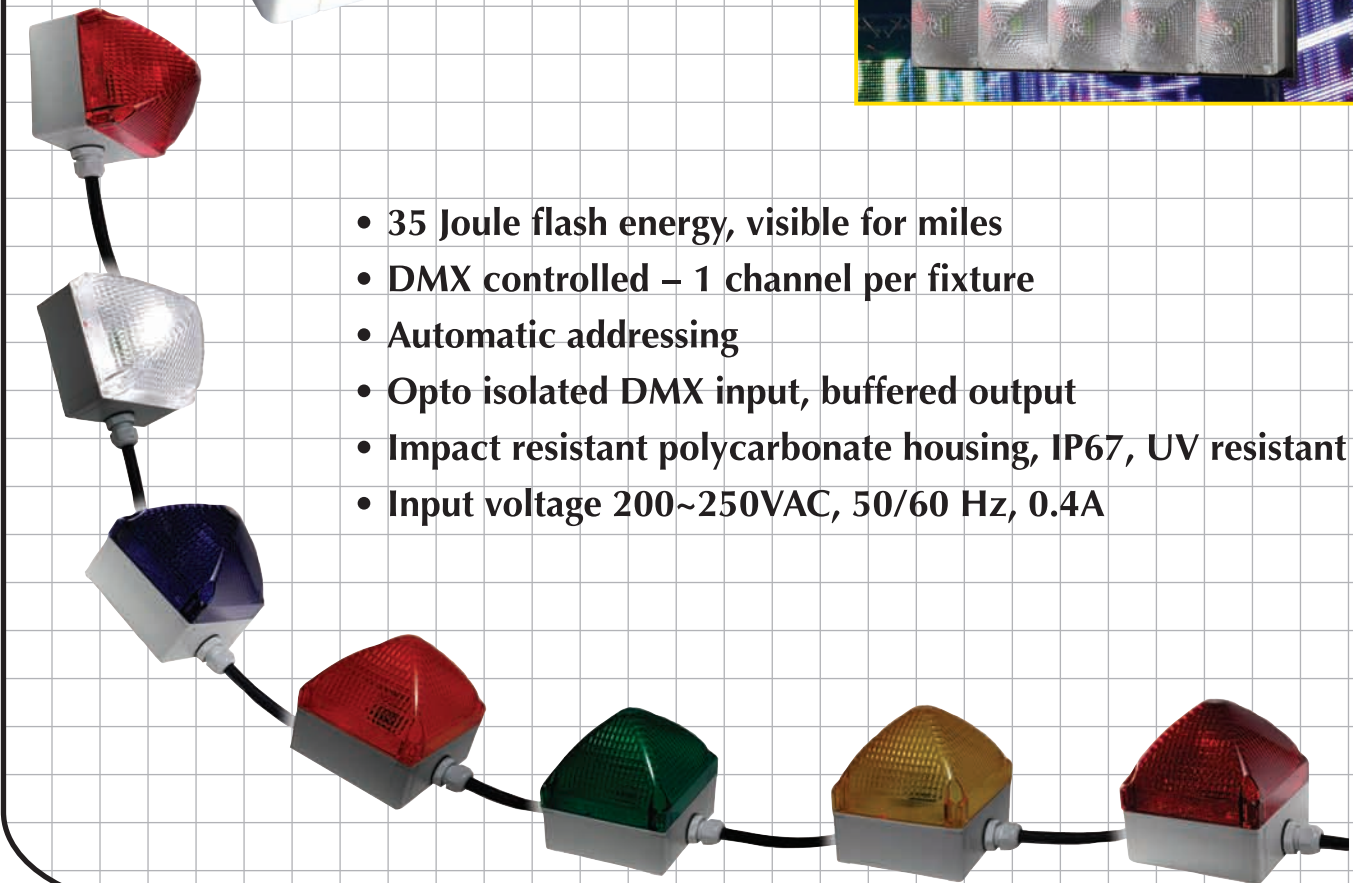 • 35 Joule flash energy, visible for miles
• DMX controlled – 1 channel per fixture
• Automatic addressing
• Opto isolated DMX input, buffered output
• Impact resistant polycarbonate housing, IP67, UV resistant
• Input voltage 200~250VAC, 50/60 Hz, 0.4A